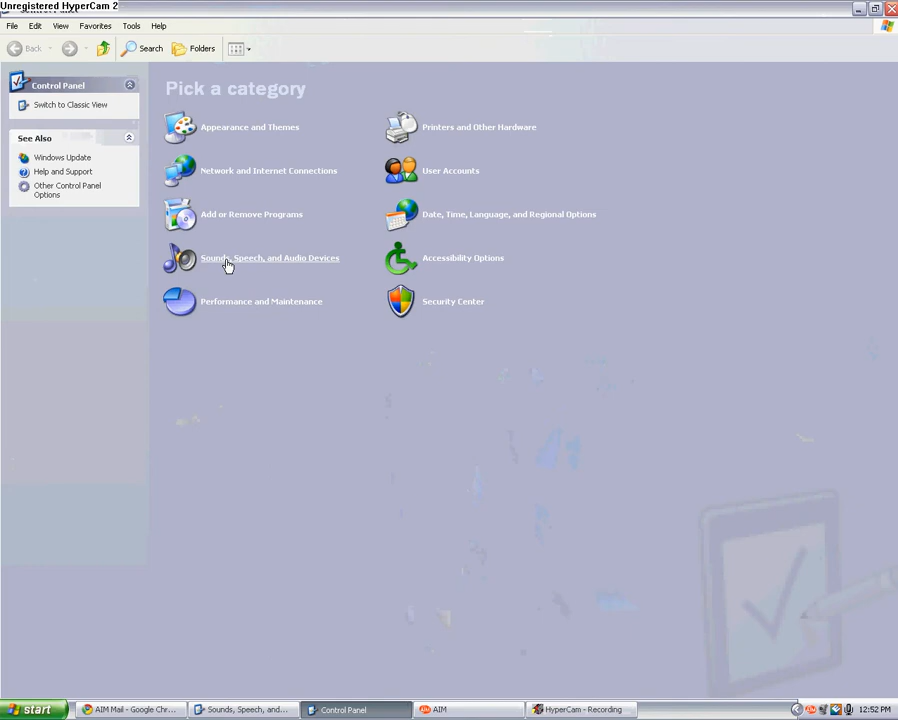 Unregistered HyperCam 2
File Edit View Favorites Tools Help
Back Search Folders
Control Panel
Switch to Classic View
See Also
Windows Update
Help and Support
Other Control Panel
Options
Pick a category
Appearance and Themes
Printers and Other Hardware
Network and Internet Connections
User Accounts
Add or Remove Programs
Date, Time, Language, and Regional Options
Sounds, Speech, and Audio Devices
Accessibility Options
Performance and Maintenance
Security Center
start AIM Mail - Google Chr... Sounds, Speech, and... Control Panel AIM HyperCam - Recording 12:52 PM